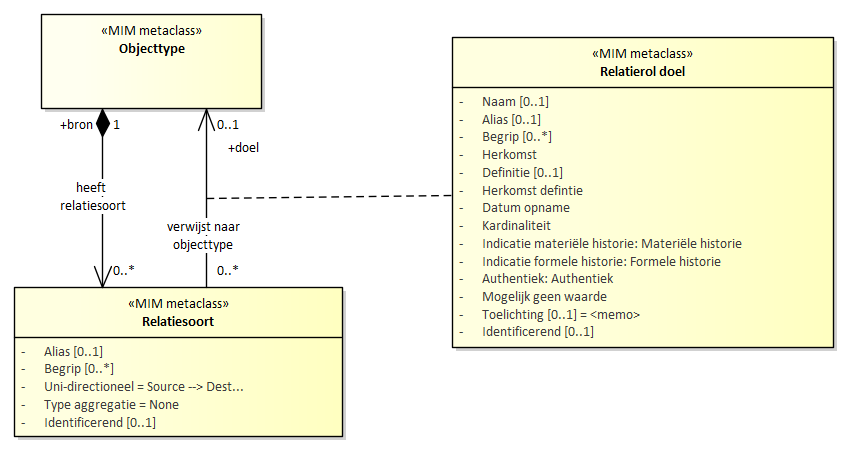 «MIM metaclass»
Objecttype
+bron
1
0..1
+doel
heeft
relatiesoort
verwijst naar
objecttype
0..*
0..*
«MIM metaclass»
Relatiesoort
- Alias [0..1]
- Begrip [0..*]
- Uni-directioneel = Source --> Dest...
- Type aggregatie = None
- Identificerend [0..1]
«MIM metaclass»
Relatierol doel
- Naam [0..1]
- Alias [0..1]
- Begrip [0..*]
- Herkomst
- Definitie [0..1]
- Herkomst defintie
- Datum opname
- Kardinaliteit
- Indicatie materiële historie: Materiële historie
- Indicatie formele historie: Formele historie
- Authentiek: Authentiek
- Mogelijk geen waarde
- Toelichting [0..1] = <memo>
- Identificerend [0..1]